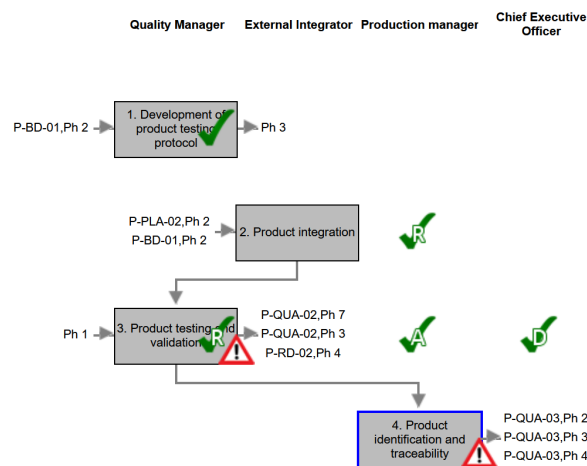 Quality Manager
External Integrator
Production manager
Chief Executive
Officer
P-BD-01,Ph 2
1. Development of
product testing
protocol
Ph 3
P-PLA-02,Ph 2
P-BD-01,Ph 2
2. Product integration
R
Ph 1
3. Product testing and
validation
R
P-QUA-02,Ph 7
P-QUA-02,Ph 3
P-RD-02,Ph 4
A
D
4. Product
identification and
traceability
P-QUA-03,Ph 2
P-QUA-03,Ph 3
P-QUA-03,Ph 4